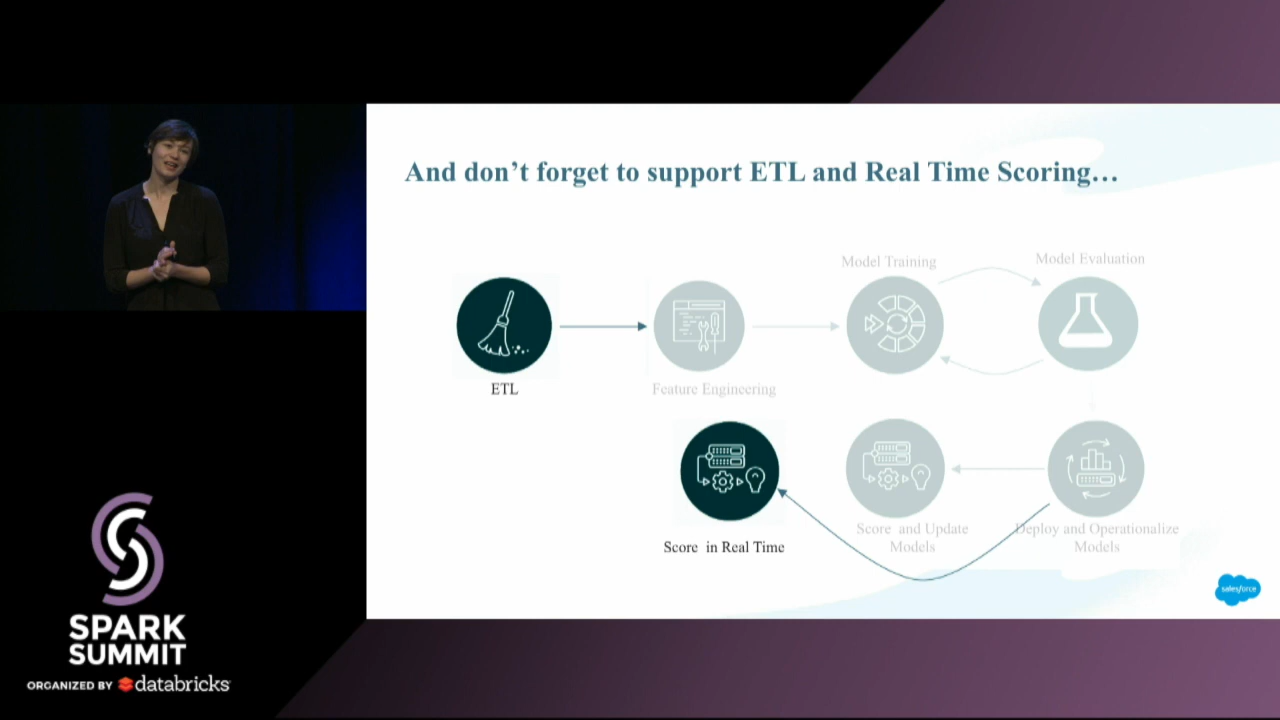 And don't forget to support ETL and Real Time Scoring…
Model Training
Model Evaluation
ETL
Feature Engineering
Score in Real Time
Score and Update
Models
Deploy and Operationalize
Models
salesforce
SPARK
SUMMIT
ORGANIZED BY databricks